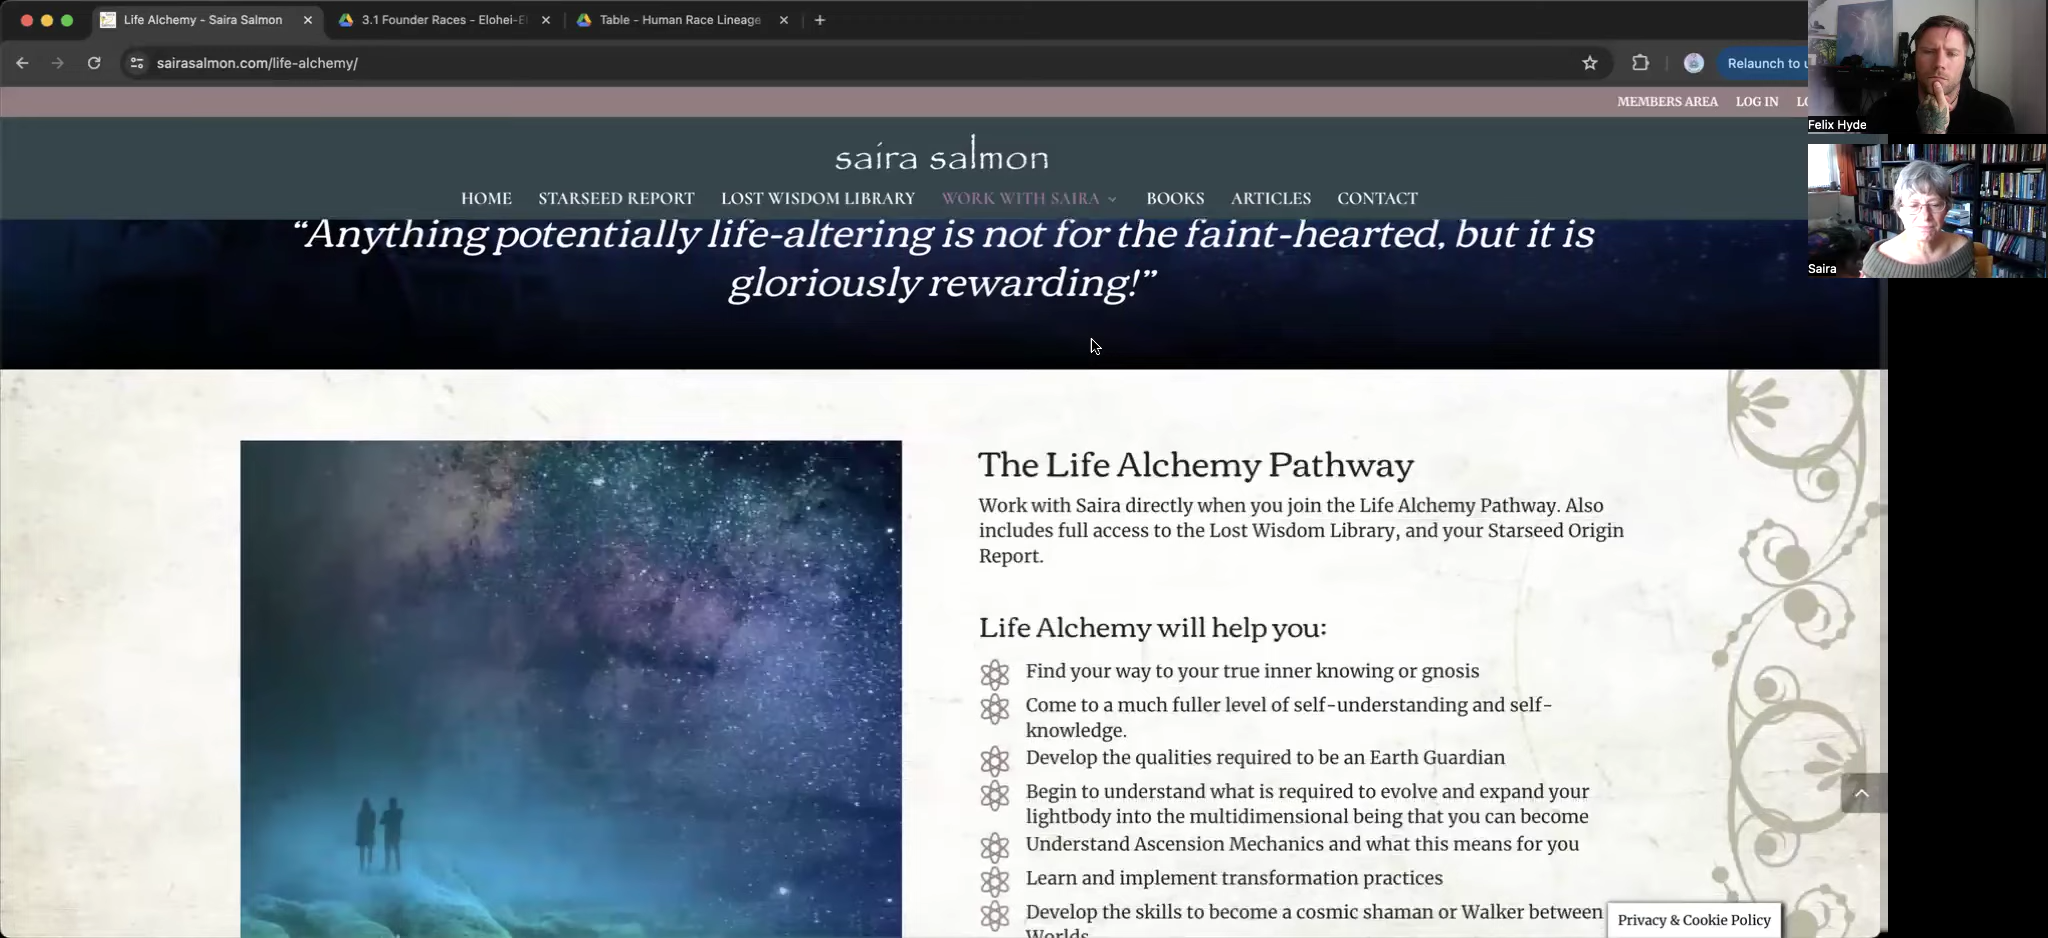 Life Alchemy - Saira Salmon
3.1 Founder Races - Elohei-E
Table - Human Race Lineage
sairasalmon.com/life-alchemy/
Relaunch to u
MEMBERS AREA LOG IN LO
Felix Hyde
Saira
saira salmon
HOME STARSEED REPORT LOST WISDOM LIBRARY WORK WITH SAIRA BOOKS ARTICLES CONTACT
“Anything potentially life-altering is not for the faint-hearted, but it is
gloriously rewarding!”
The Life Alchemy Pathway
Work with Saira directly when you join the Life Alchemy Pathway. Also
includes full access to the Lost Wisdom Library, and your Starseed Origin
Report.
Life Alchemy will help you:
Find your way to your true inner knowing or gnosis
Come to a much fuller level of self-understanding and self-
knowledge.
Develop the qualities required to be an Earth Guardian
Begin to understand what is required to evolve and expand your
lightbody into the multidimensional being that you can become
Understand Ascension Mechanics and what this means for you
Learn and implement transformation practices
Develop the skills to become a cosmic shaman or Walker between
Worlds
Privacy & Cookie Policy